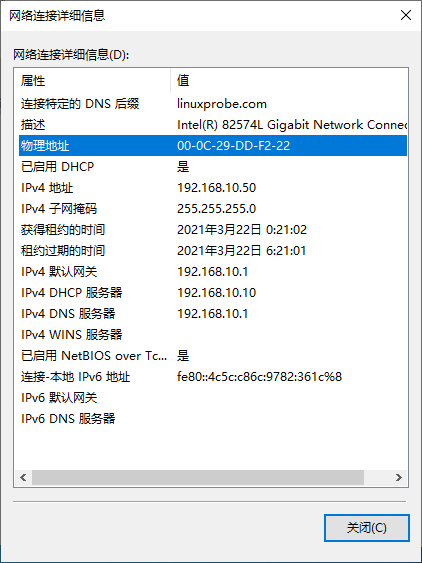 网络连接详细信息
网络连接详细信息(D):
属性 值
连接特定的 DNS 后缀 linuxprobe.com
描述 Intel(R) 82574L Gigabit Network Connec
物理地址 00-0C-29-DD-F2-22
已启用 DHCP 是
IPv4 地址 192.168.10.50
IPv4 子网掩码 255.255.255.0
获得租约的时间 2021年3月22日 0:21:02
租约过期的时间 2021年3月22日 6:21:01
IPv4 默认网关 192.168.10.1
IPv4 DHCP 服务器 192.168.10.10
IPv4 DNS 服务器 192.168.10.1
IPv4 WINS 服务器
已启用 NetBIOS over Tc... 是
连接-本地 IPv6 地址 fe80::4c5c:c86c:9782:361c%8
IPv6 默认网关
IPv6 DNS 服务器
关闭(C)